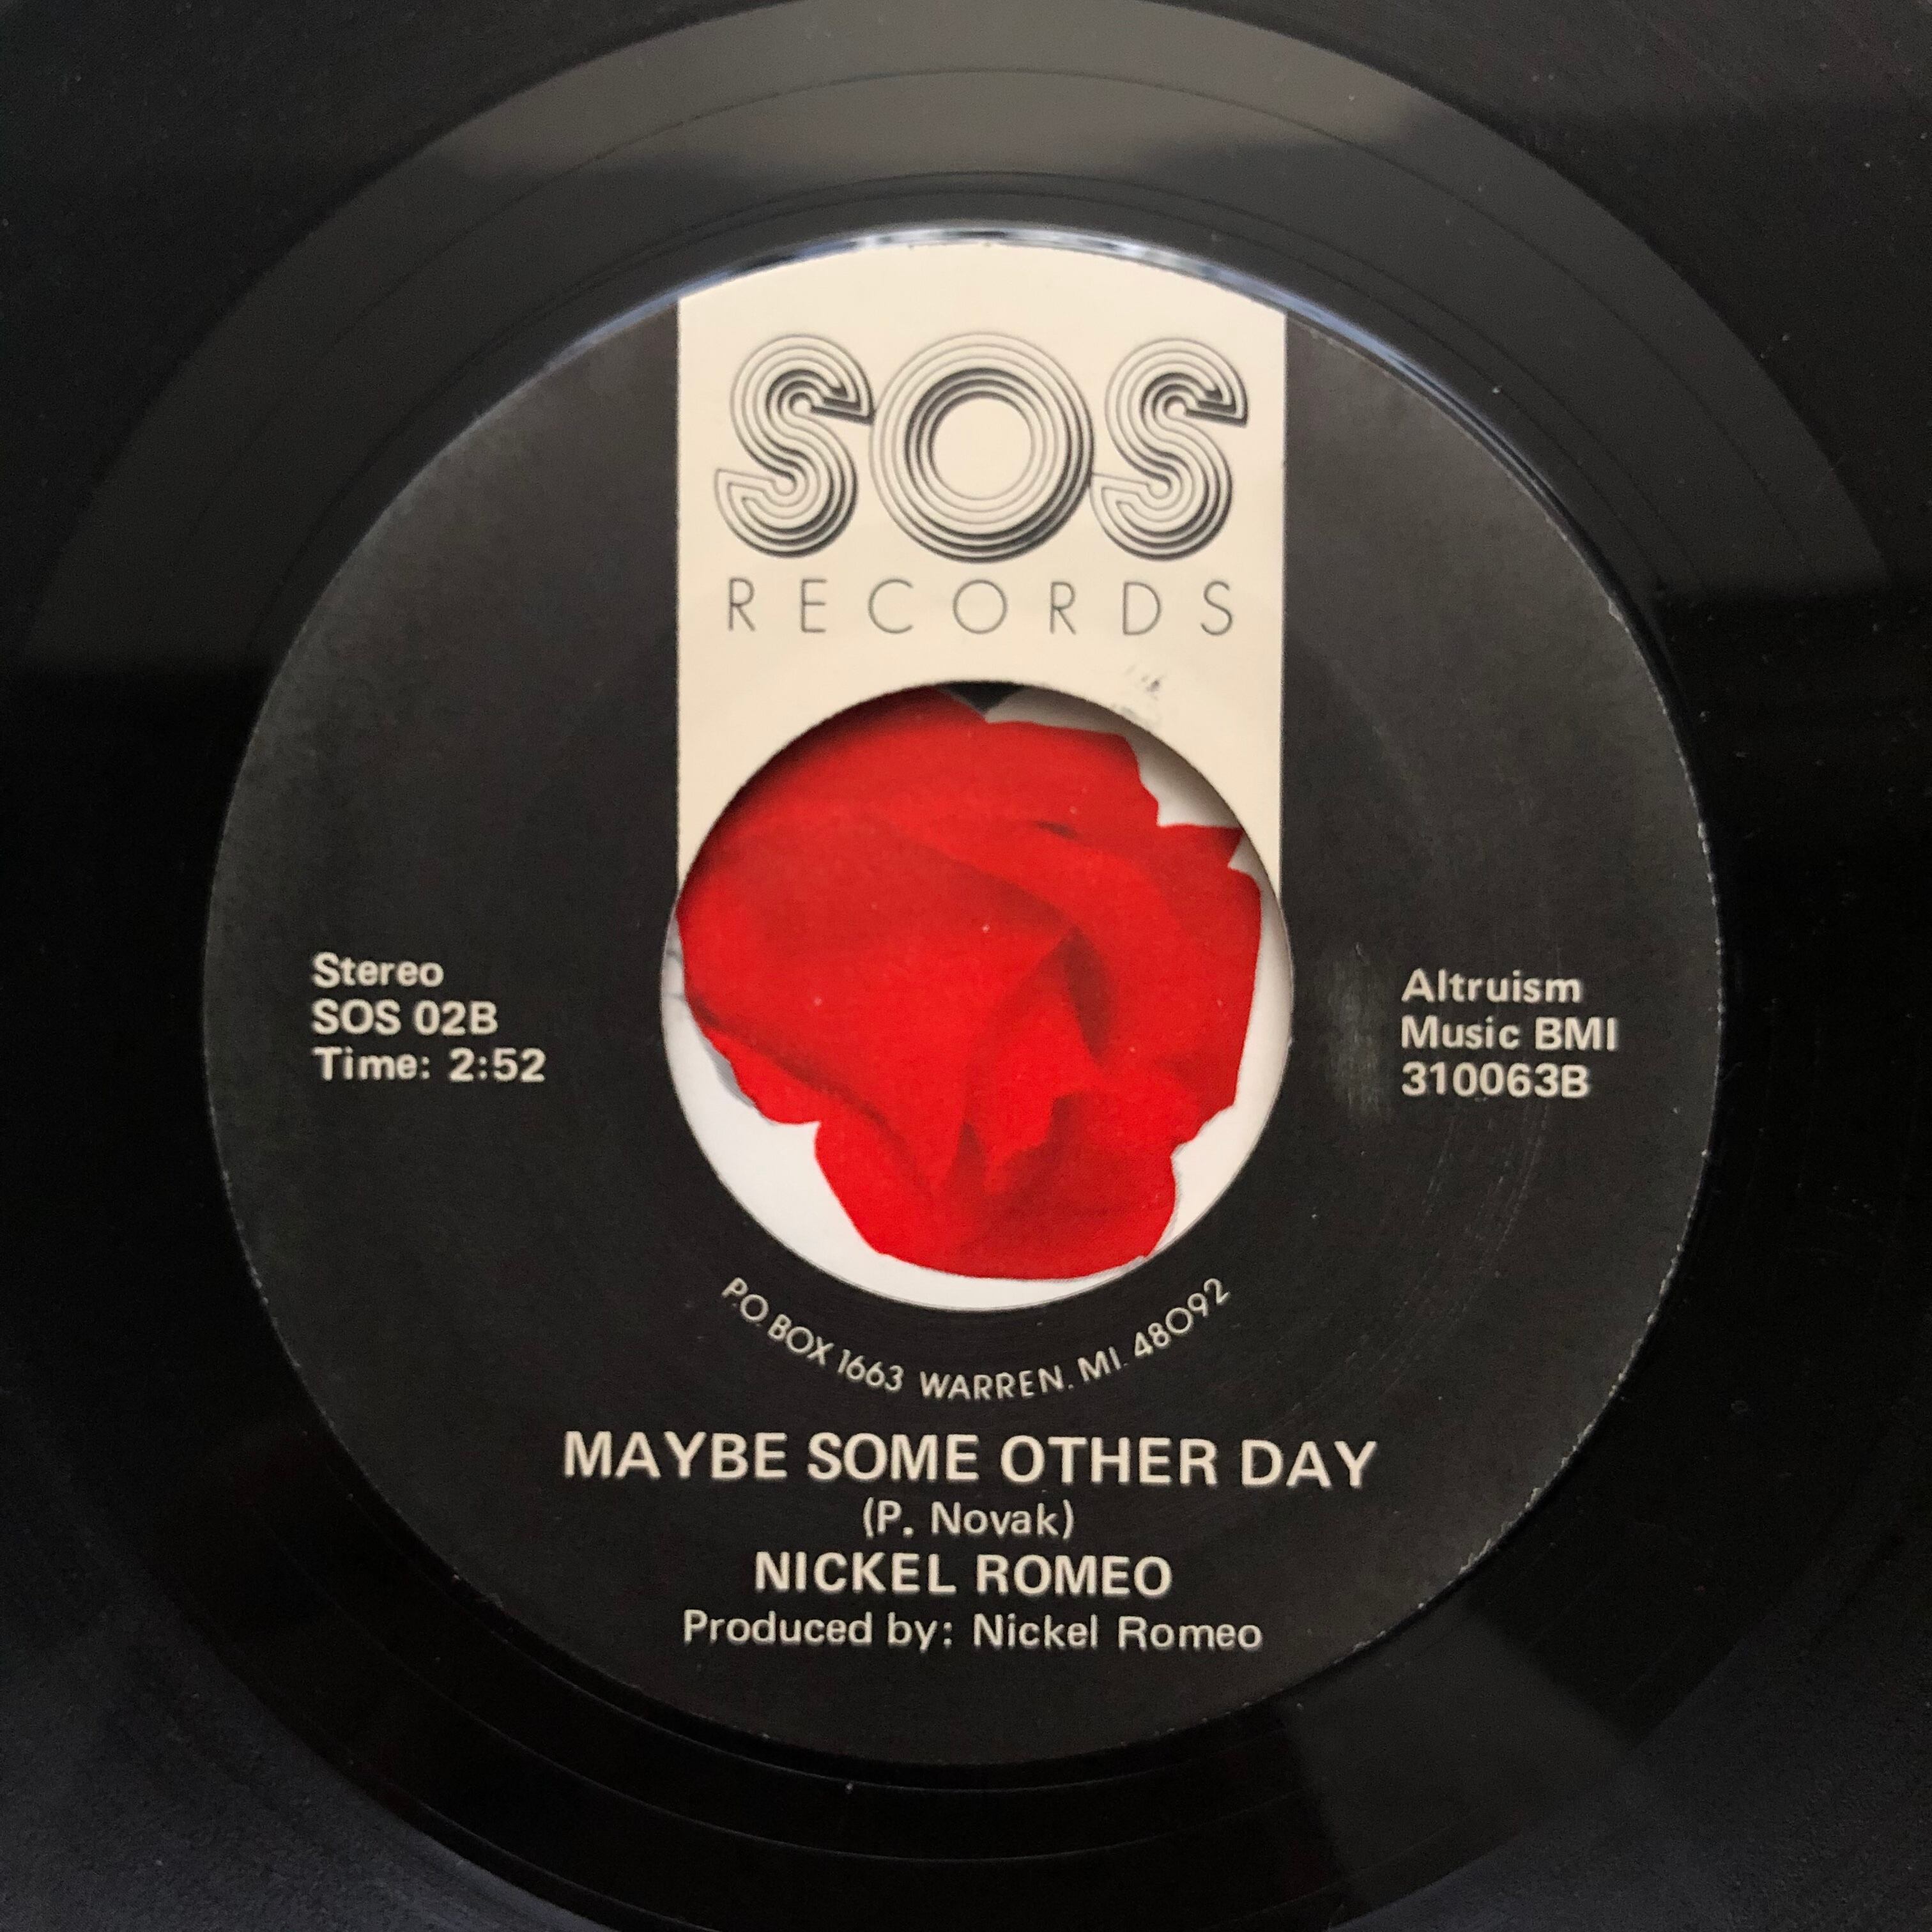 SOS
RECORDS
Stereo
SOS 02B
Time: 2:52
Altruism
Music BMI
310063B
P.O. BOX 1663 WARREN. MI. 48092
MAYBE SOME OTHER DAY
(P. Novak)
NICKEL ROMEO
Produced by: Nickel Romeo